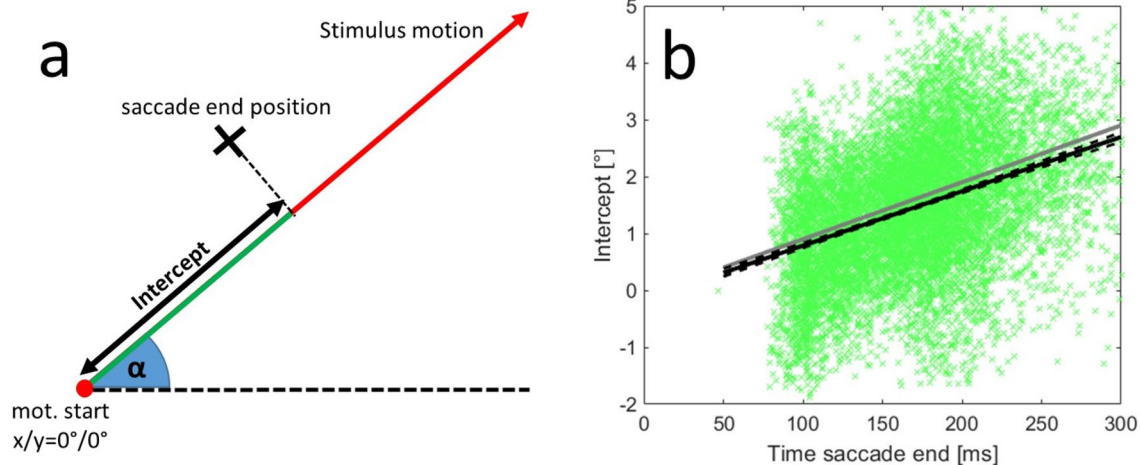 a
Stimulus motion
saccade end position
Intercept
α
mot. start
x/y=0°/0°
b
Intercept [°]
5
4
3
2
1
0
-1
-2
0
50
100
150
200
250
300
Time saccade end [ms]